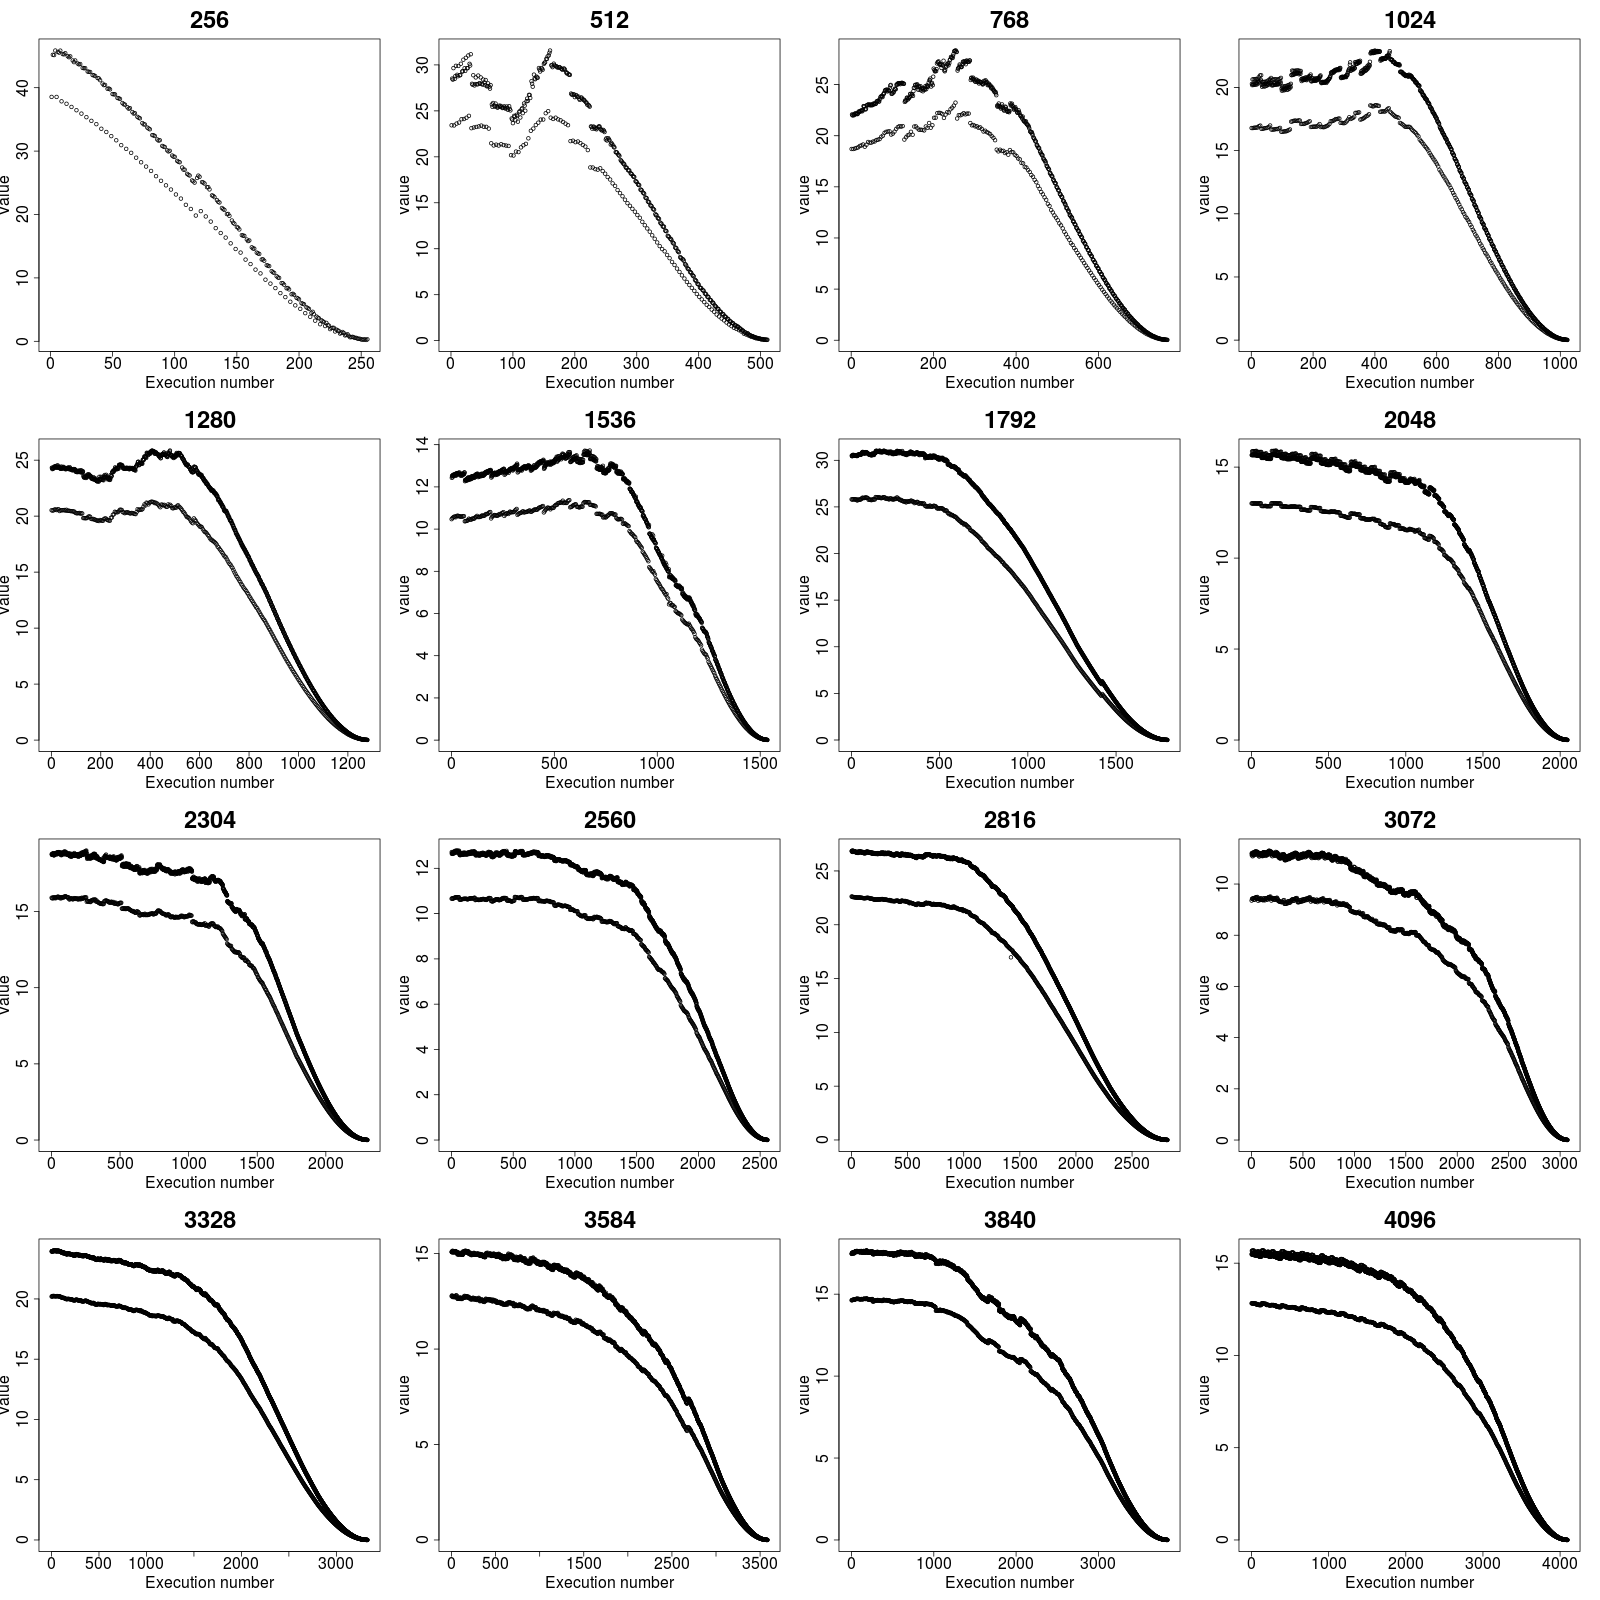 256
value
0 10 20 30 40
0 50 100 150 200 250
Execution number
512
value
0 5 10 15 20 25 30
0 100 200 300 400 500
Execution number
768
value
0 5 10 15 20 25
0 200 400 600
Execution number
1024
value
0 5 10 15 20
0 200 400 600 800 1000
Execution number
1280
value
0 5 10 15 20 25
0 200 400 600 800 1000 1200
Execution number
1536
value
0 2 4 6 8 10 12 14
0 500 1000 1500
Execution number
1792
value
0 5 10 15 20 25 30
0 500 1000 1500
Execution number
2048
value
0 5 10 15
0 500 1000 1500 2000
Execution number
2304
value
0 5 10 15
0 500 1000 1500 2000
Execution number
2560
value
0 2 4 6 8 10 12
0 500 1000 1500 2000 2500
Execution number
2816
value
0 5 10 15 20 25
0 500 1000 1500 2000 2500
Execution number
3072
value
0 2 4 6 8 10
0 500 1000 1500 2000 2500 3000
Execution number
3328
value
0 5 10 15 20
0 500 1000 2000 3000
Execution number
3584
value
0 5 10 15
0 500 1500 2500 3500
Execution number
3840
value
0 5 10 15
0 1000 2000 3000
Execution number
4096
value
0 5 10 15
0 1000 2000 3000 4000
Execution number